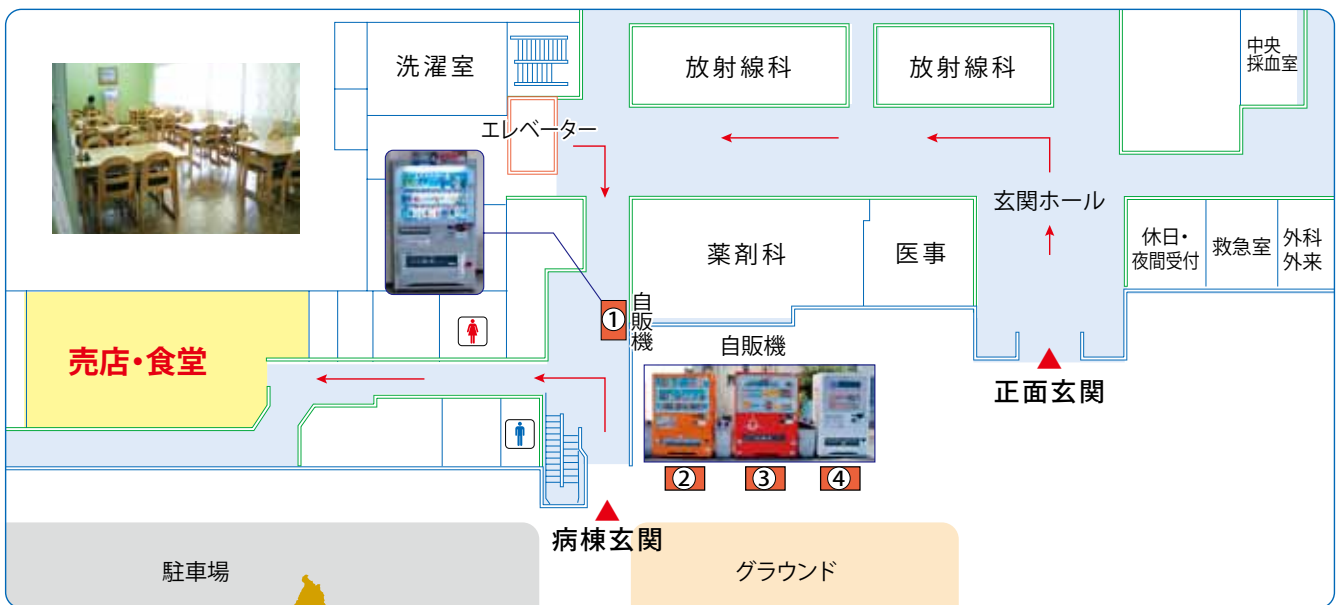 洗濯室
放射線科
放射線科
中央
採血室
エレベーター
玄関ホール
薬剤科
医事
休日・
夜間受付
救急室
外科
外来
①
自販機
売店・食堂
自販機
正面玄関
②
③
④
病棟玄関
駐車場
グラウンド